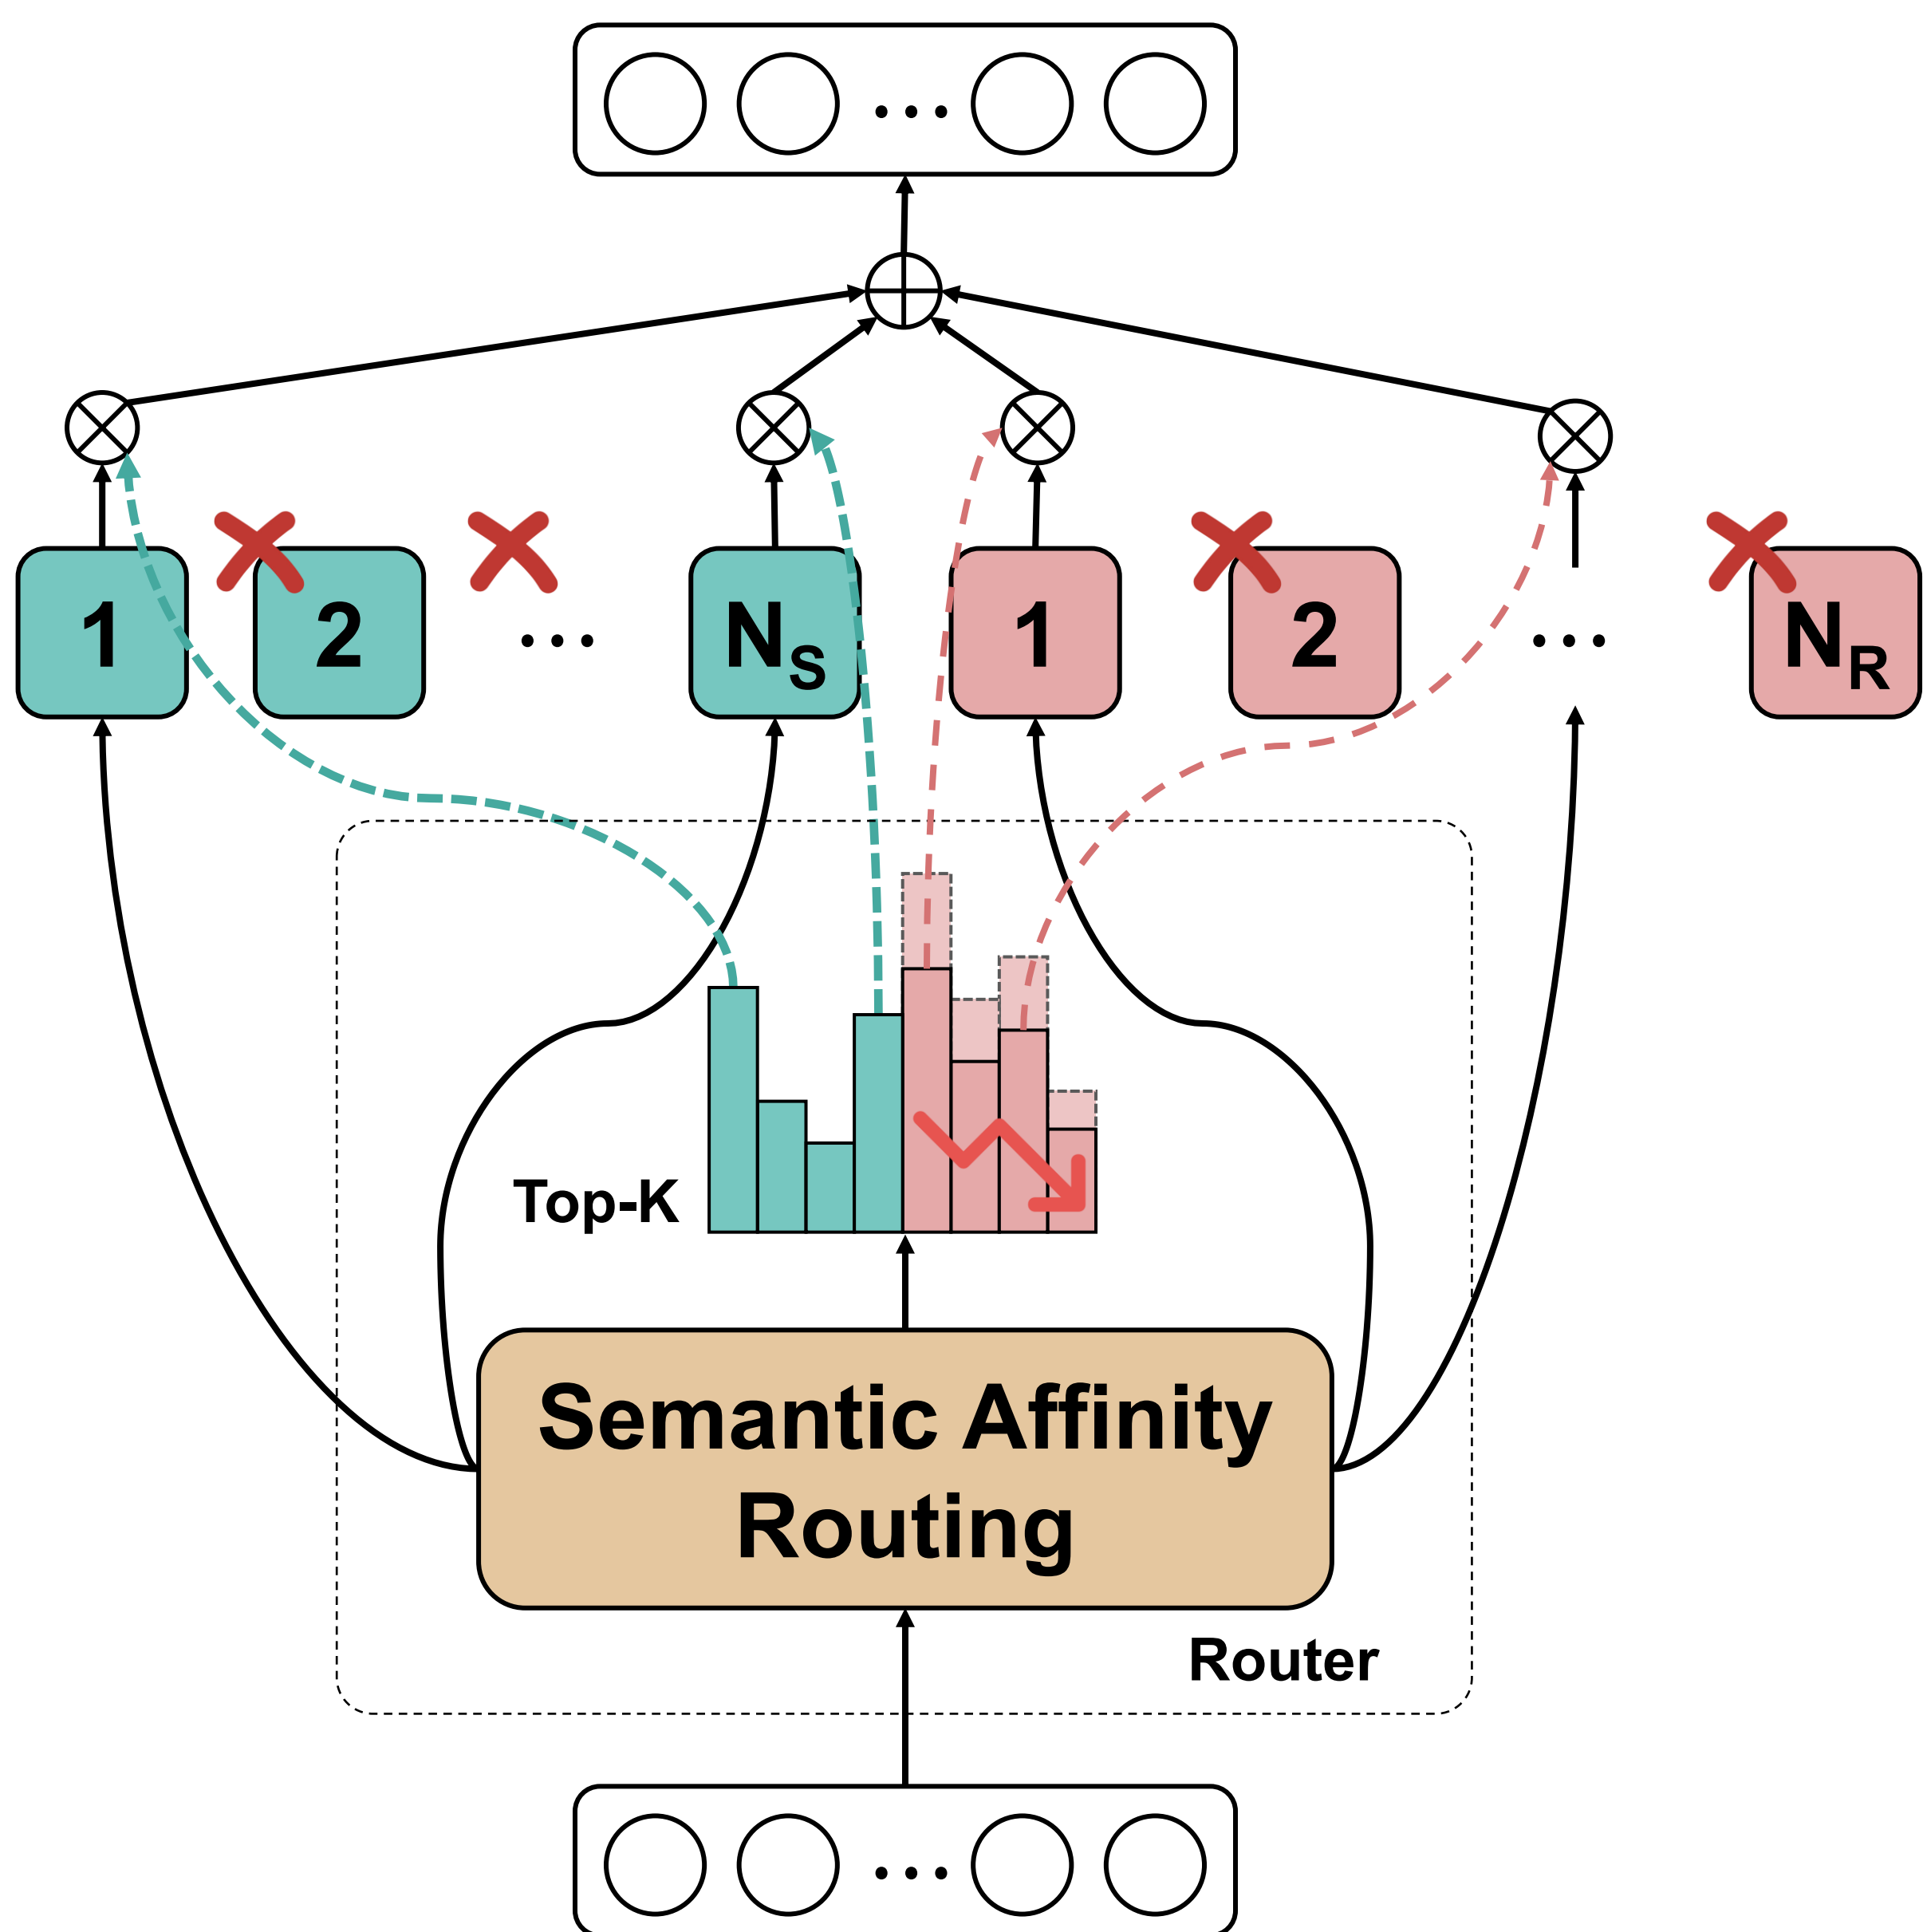 ...
1
2
...
N_S
1
2
...
N_R
Top-K
Semantic Affinity
Routing
Router
...